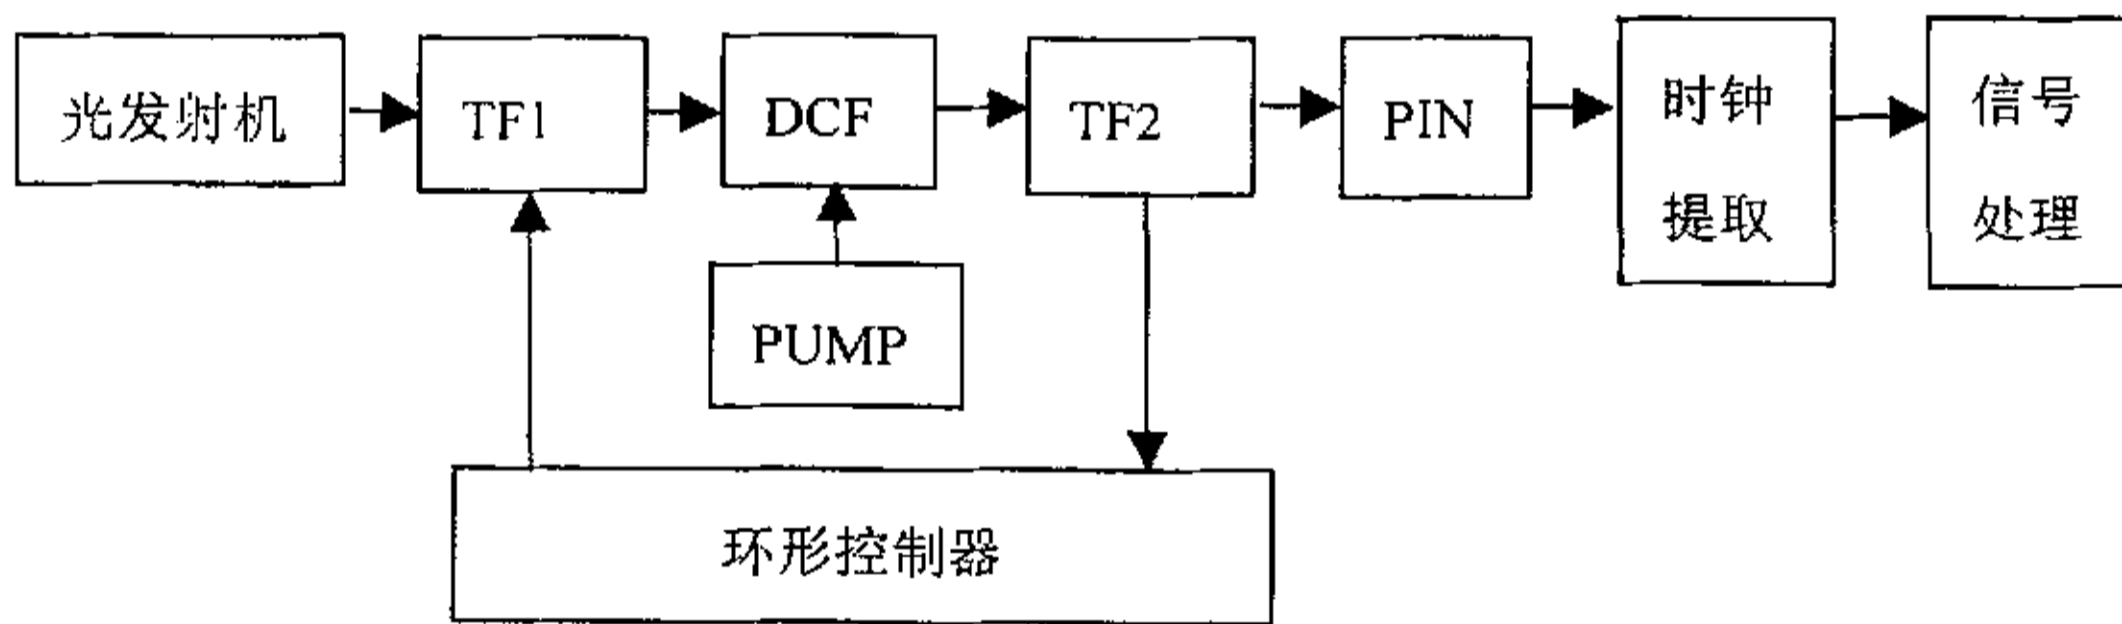 光发射机
TF1
DCF
TF2
PIN
时钟
提取
信号
处理
PUMP
环形控制器